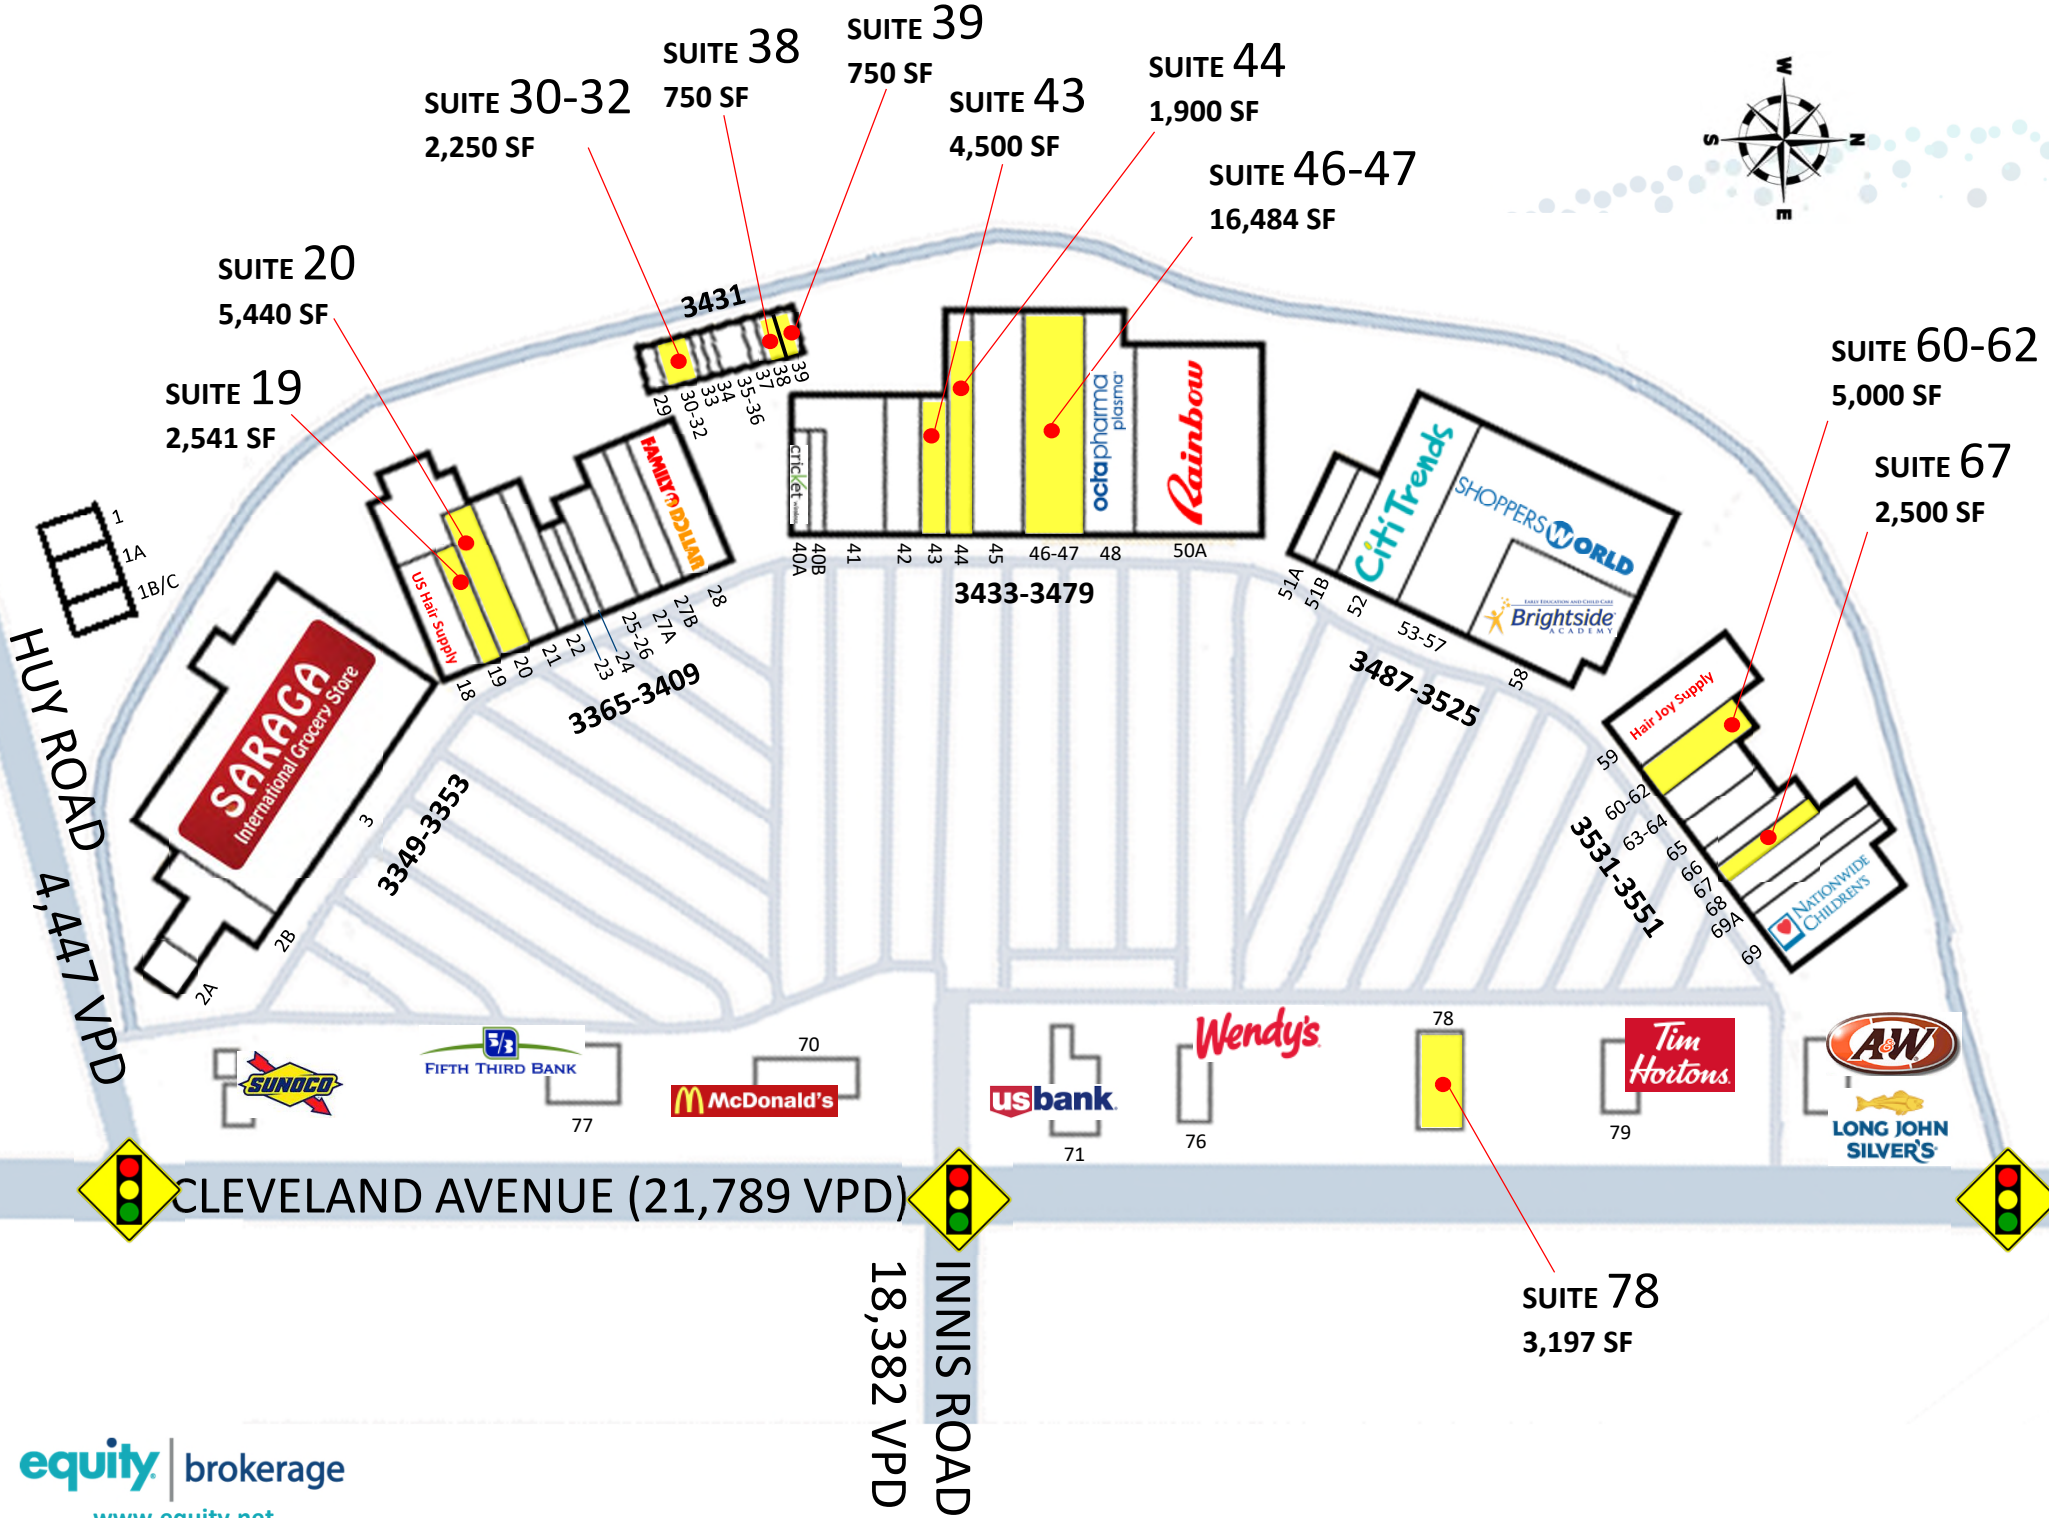 SUITE 39
750 SF
SUITE 38
750 SF
SUITE 30-32
2,250 SF
SUITE 43
4,500 SF
SUITE 44
1,900 SF
SUITE 46-47
16,484 SF
W
S
N
E
SUITE 20
5,440 SF
SUITE 19
2,541 SF
SUITE 60-62
5,000 SF
SUITE 67
2,500 SF
3431
29
30-32
33
34
35-36
37
38
39
1
1A
1B/C
HUY ROAD
4,447 VPD
SARAGA
International Grocery Store
2A
2B
3
3349-3353
US Hair Supply
FAMILY DOLLAR
18
19
20
21
22
23
24
25-26
27A
27B
28
3365-3409
cricket
octapharma
plasma
Rainbow
40A
40B
41
42
43
44
45
46-47
48
50A
3433-3479
Citi Trends
SHOPPERS WORLD
EARLY EDUCATION AND CHILD CARE
Brightside
ACADEMY
51A
51B
52
53-57
58
3487-3525
Hair Joy Supply
NATIONWIDE
CHILDREN'S
59
60-62
63-64
65
66
67
68
69A
69
3531-3551
SUNOCO
FIFTH THIRD BANK
77
70
McDonald's
usbank
71
Wendy's
76
78
Tim
Hortons
79
A&W
LONG JOHN
SILVER'S
CLEVELAND AVENUE (21,789 VPD)
INNIS ROAD
18,382 VPD
SUITE 78
3,197 SF
equity
brokerage
www.equity.net